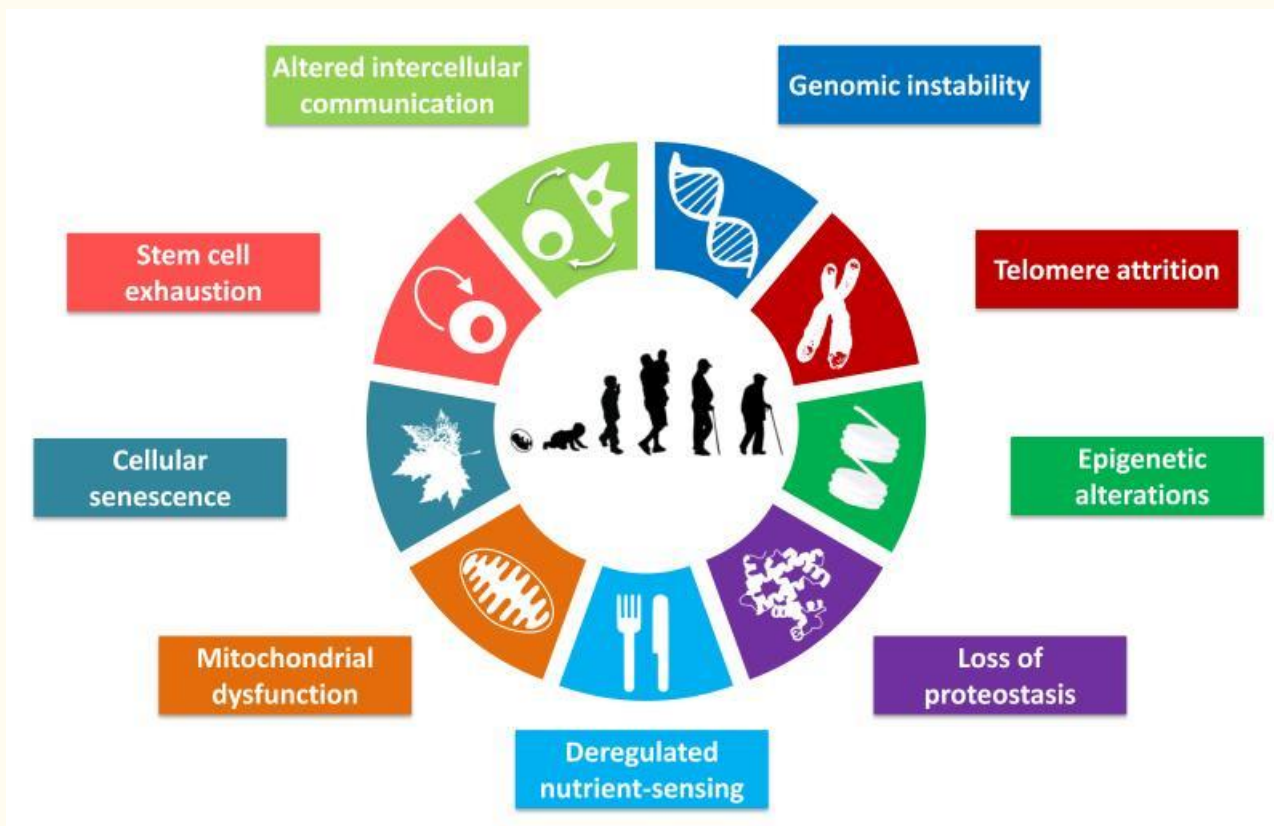 Altered intercellular
communication
Genomic instability
Stem cell
exhaustion
Telomere attrition
Cellular
senescence
Epigenetic
alterations
Mitochondrial
dysfunction
Loss of
proteostasis
Deregulated
nutrient-sensing